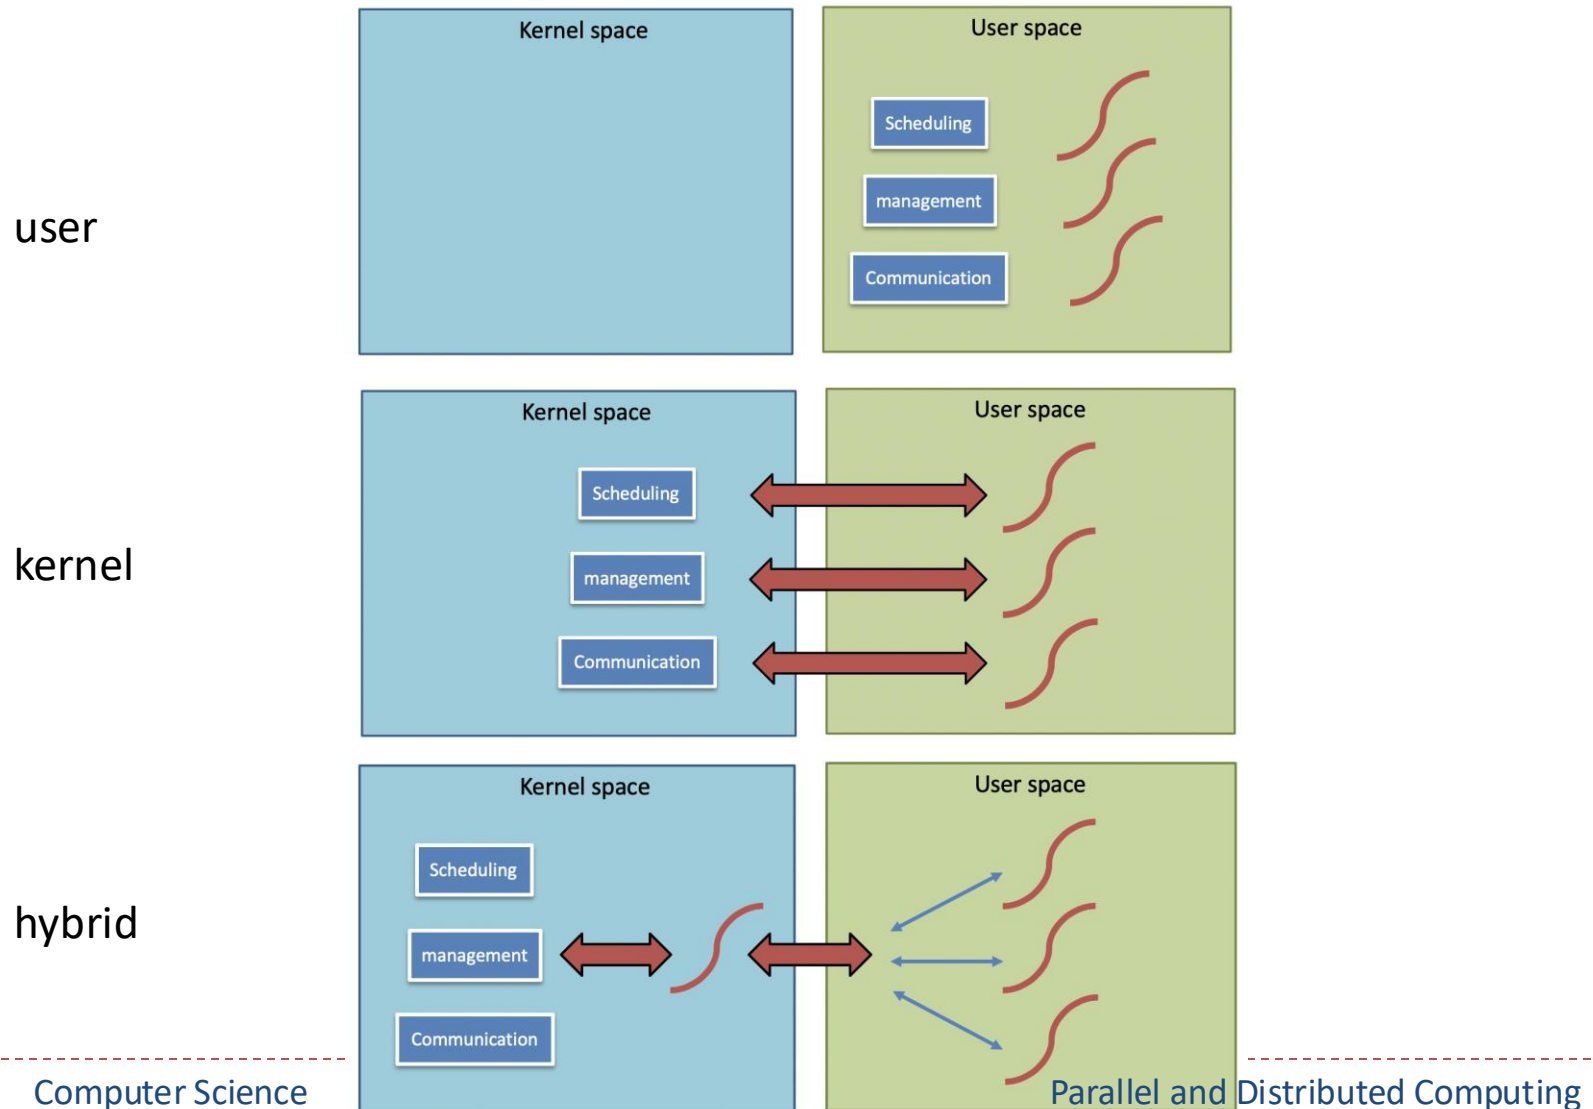 user
Kernel space
User space
Scheduling
management
Communication
kernel
Kernel space
User space
Scheduling
management
Communication
hybrid
Kernel space
User space
Scheduling
management
Communication
Computer Science
Parallel and Distributed Computing